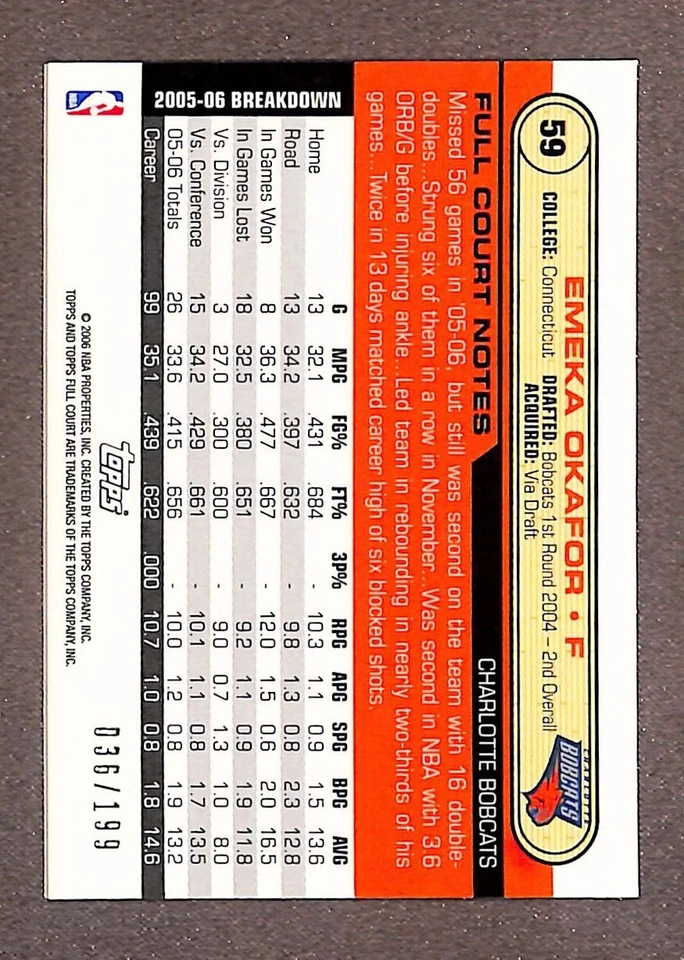 59
EMEKA OKAFOR • F
COLLEGE: Connecticut DRAFTED: Bobcats 1st Round 2004 – 2nd Overall
ACQUIRED: Via Draft
CHARLOTTE
BOBCATS
CHARLOTTE BOBCATS
FULL COURT NOTES
Missed 56 games in '05-06, but still was second on the team with 16 double-
doubles...Strung six of them in a row in November...Was second in NBA with 3.6
ORB/G before injuring ankle...Led team in rebounding in nearly two-thirds of his
games...Twice in 13 days matched career high of six blocked shots.
2005-06 BREAKDOWN
G MPG FG% FT% 3P% RPG APG SPG BPG AVG
Home 13 32.1 .431 .684 - 10.3 1.1 0.9 1.5 13.6
Road 13 34.2 .397 .632 - 9.8 1.3 0.8 2.3 12.8
In Games Won 8 36.3 .477 .667 - 12.0 1.5 0.6 2.0 16.5
In Games Lost 18 32.5 .380 .651 - 9.2 1.1 0.9 1.9 11.8
Vs. Division 3 27.0 .300 .600 - 9.0 0.7 1.3 1.0 8.0
Vs. Conference 15 34.2 .429 .661 - 10.1 1.1 0.8 1.7 13.5
05-06 Totals 26 33.6 .415 .656 - 10.0 1.2 0.8 1.9 13.2
Career 99 35.1 .439 .622 .000 10.7 1.0 0.8 1.8 14.6
NBA
topps
036/199
© 2006 NBA PROPERTIES, INC. CREATED BY THE TOPPS COMPANY, INC.
TOPPS AND TOPPS FULL COURT ARE TRADEMARKS OF THE TOPPS COMPANY, INC.